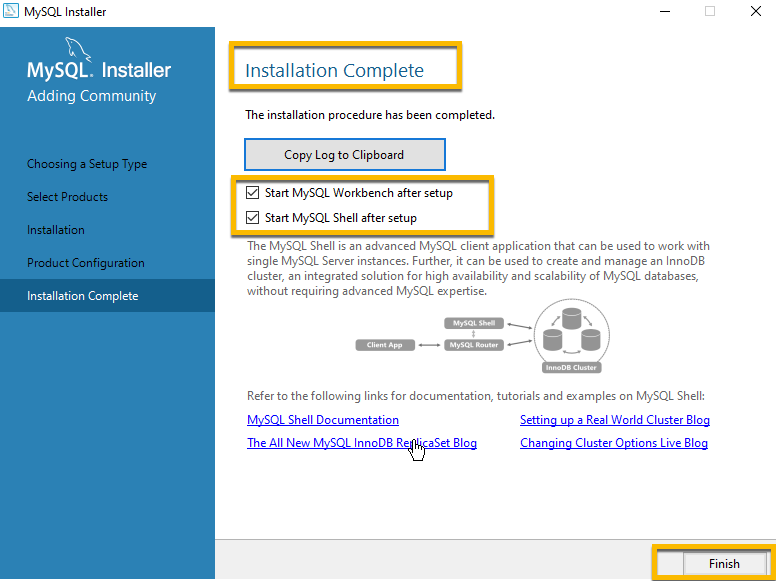 MySQL Installer
MySQL. Installer
Adding Community
Choosing a Setup Type
Select Products
Installation
Product Configuration
Installation Complete
Installation Complete
The installation procedure has been completed.
Copy Log to Clipboard
Start MySQL Workbench after setup
Start MySQL Shell after setup
The MySQL Shell is an advanced MySQL client application that can be used to work with
single MySQL Server instances. Further, it can be used to create and manage an InnoDB
cluster, an integrated solution for high availability and scalability of MySQL databases,
without requiring advanced MySQL expertise.
MySQL Shell
Client App
MySQL Router
InnoDB Cluster
Refer to the following links for documentation, tutorials and examples on MySQL Shell:
MySQL Shell Documentation
Setting up a Real World Cluster Blog
The All New MySQL InnoDB ReplicaSet Blog
Changing Cluster Options Live Blog
Finish